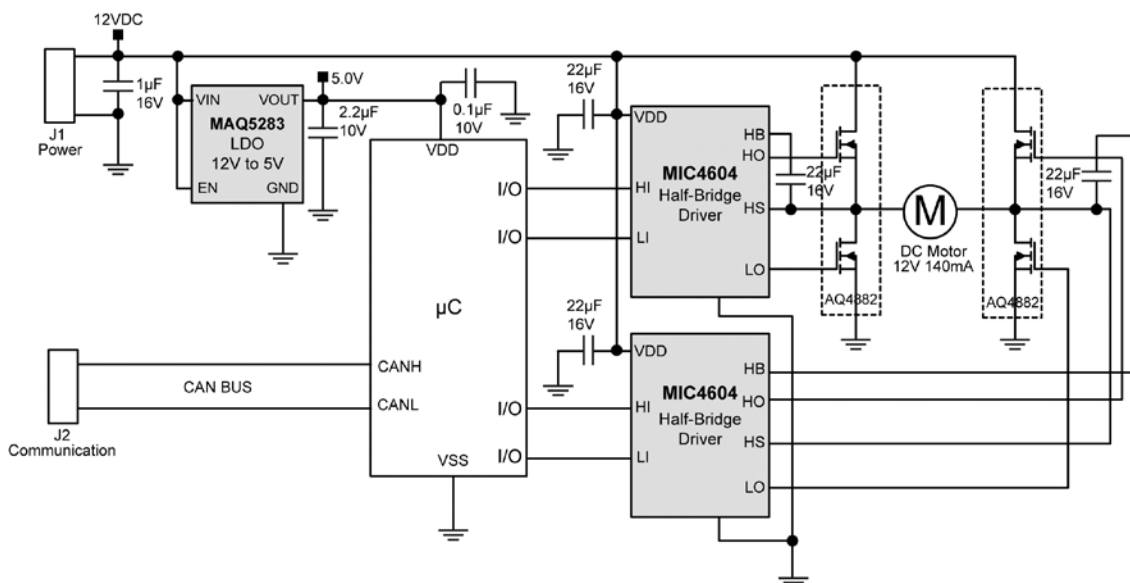 12VDC
1µF
16V
J1
Power
VIN
VOUT
MAQ5283
LDO
12V to 5V
EN
GND
5.0V
2.2µF
10V
0.1µF
10V
VDD
I/O
I/O
µC
CANH
CANL
I/O
I/O
VSS
CAN BUS
J2
Communication
22µF
16V
VDD
MIC4604
Half-Bridge
Driver
HI
LI
HB
HO
HS
LO
22µF
16V
AQ4882
M
DC Motor
12V 140mA
22µF
16V
AQ4882
22µF
16V
VDD
MIC4604
Half-Bridge
Driver
HI
LI
HB
HO
HS
LO